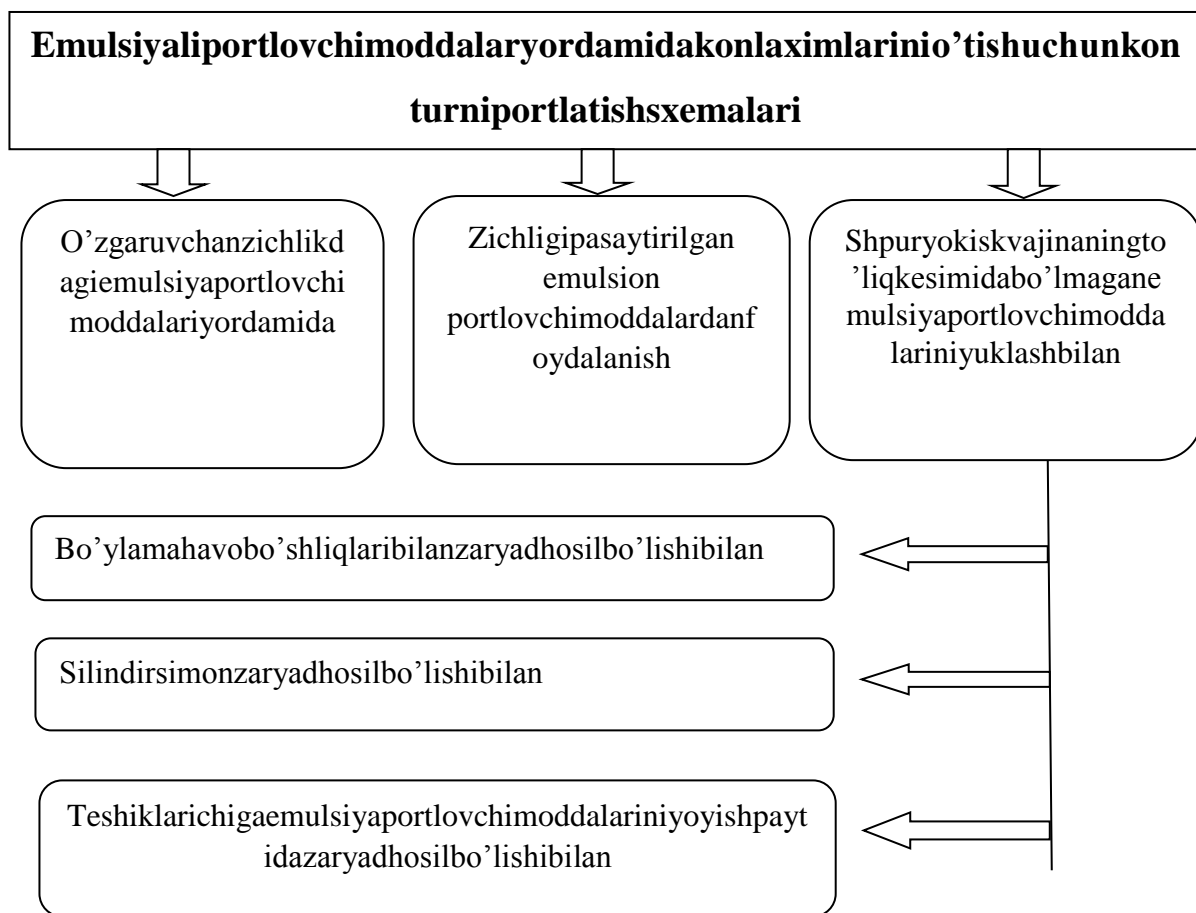 Emulsiyaliportlovchimoddalaryordamidakonlaximlarinio’tishuchunkon
turniportlatishsxemalari
O’zgaruvchanzichlikd
agiemulsiyaportlovchi
moddalariyordamida
Zichligipasaytirilgan
emulsion
portlovchimoddalardanf
oydalanish
Shpuryokiskvajinaningto
’liqkesimidabo’lmagane
mulsiyaportlovchimodda
lariniyuklashbilan
Bo’ylamahavobo’shliqlaribilanzaryadhosilbo’lishibilan
Silindirsimonzaryadhosilbo’lishibilan
Teshiklarichigaemulsiyaportlovchimoddalariniyoyishpayt
idazaryadhosilbo’lishibilan